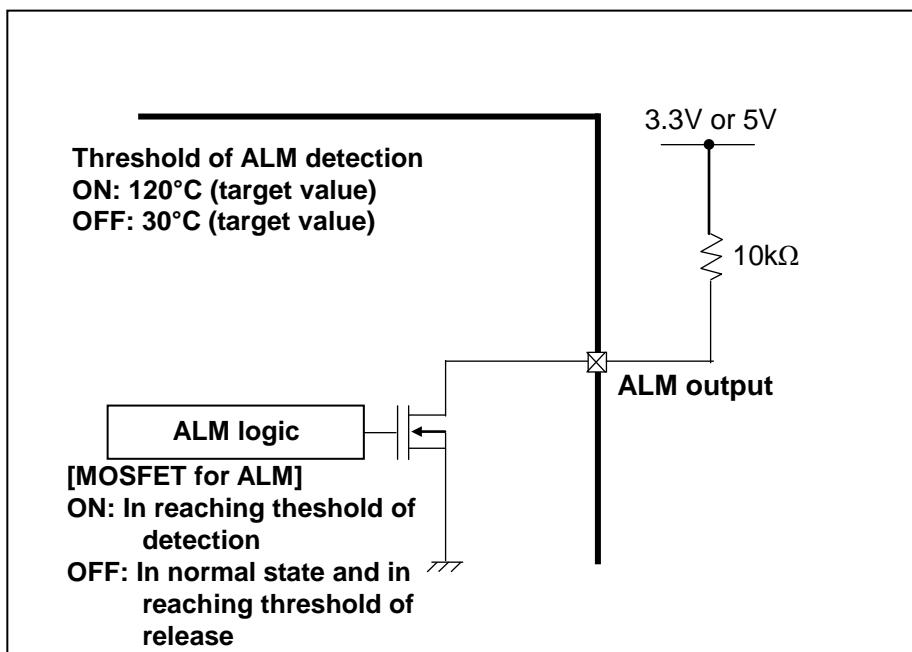 3.3V or 5V
Threshold of ALM detection
ON: 120°C (target value)
OFF: 30°C (target value)
10kΩ
ALM output
ALM logic
[MOSFET for ALM]
ON: In reaching theshold of
detection
OFF: In normal state and in
reaching threshold of
release